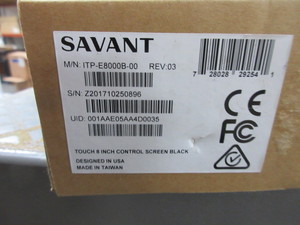 SAVANT
M/N: ITP-E8000B-00 REV:03
7 28028 29254 1
S/N: Z201710250896
UID: 001AAE05AA4D0035
CE
FC
TOUCH 8 INCH CONTROL SCREEN BLACK
DESIGNED IN USA
MADE IN TAIWAN